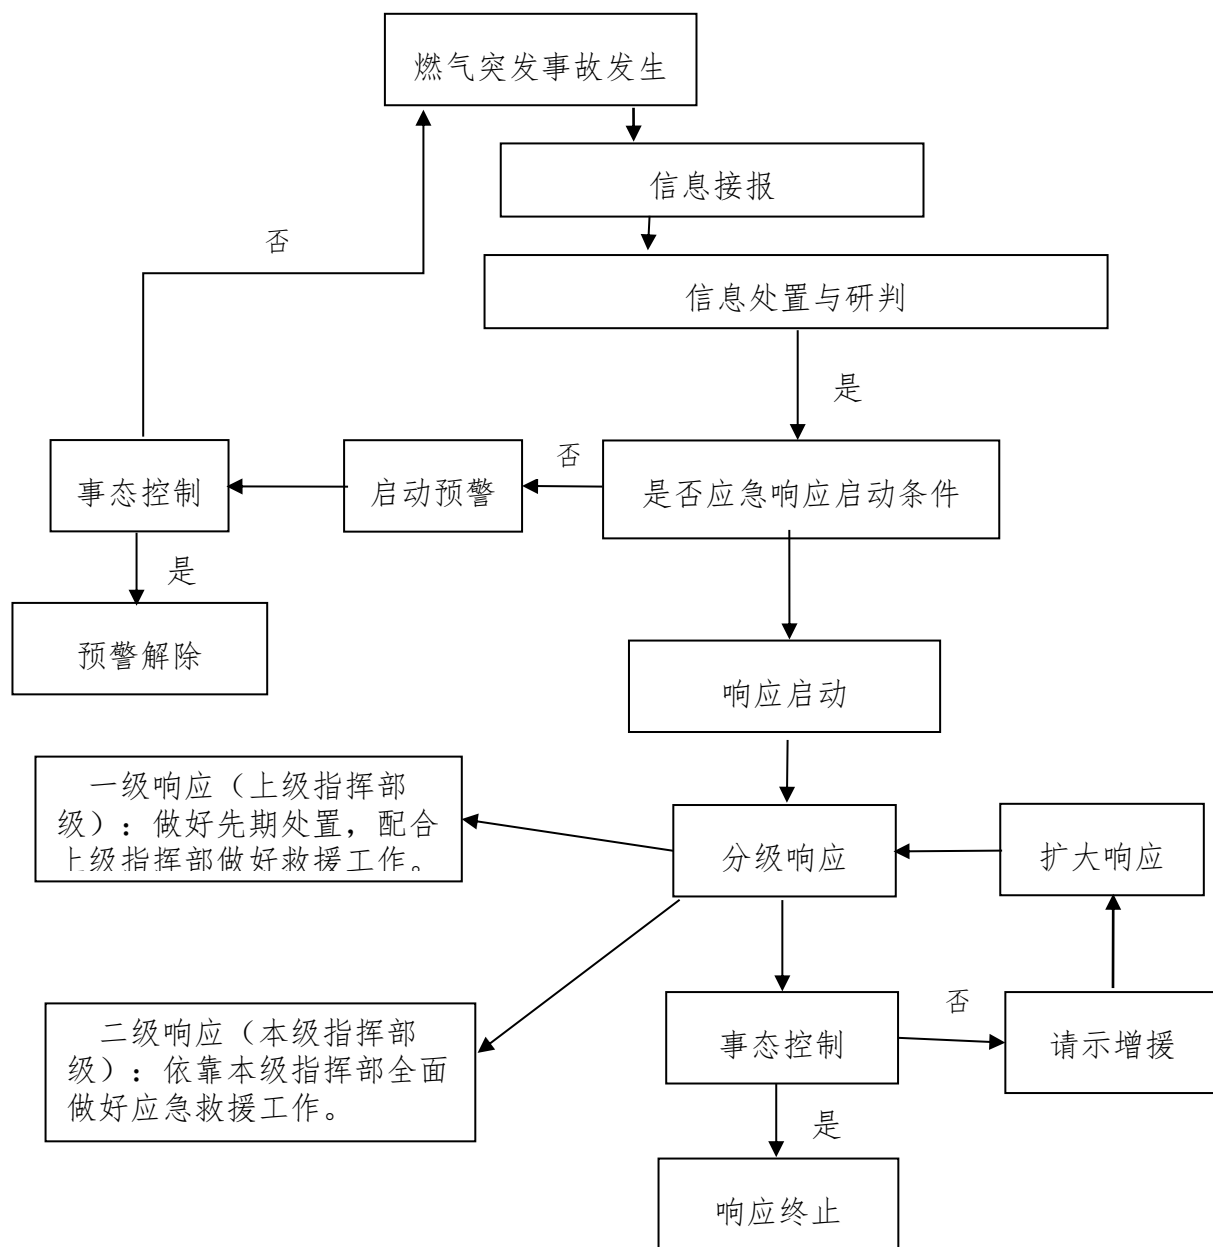 燃气突发事故发生
信息接报
否
信息处置与研判
是
事态控制
启动预警
否
是否应急响应启动条件
是
预警解除
响应启动
一级响应（上级指挥部
级）：做好先期处置，配合
上级指挥部做好救援工作。
分级响应
扩大响应
二级响应（本级指挥部
级）：依靠本级指挥部全面
做好应急救援工作。
事态控制
否
请示增援
是
响应终止